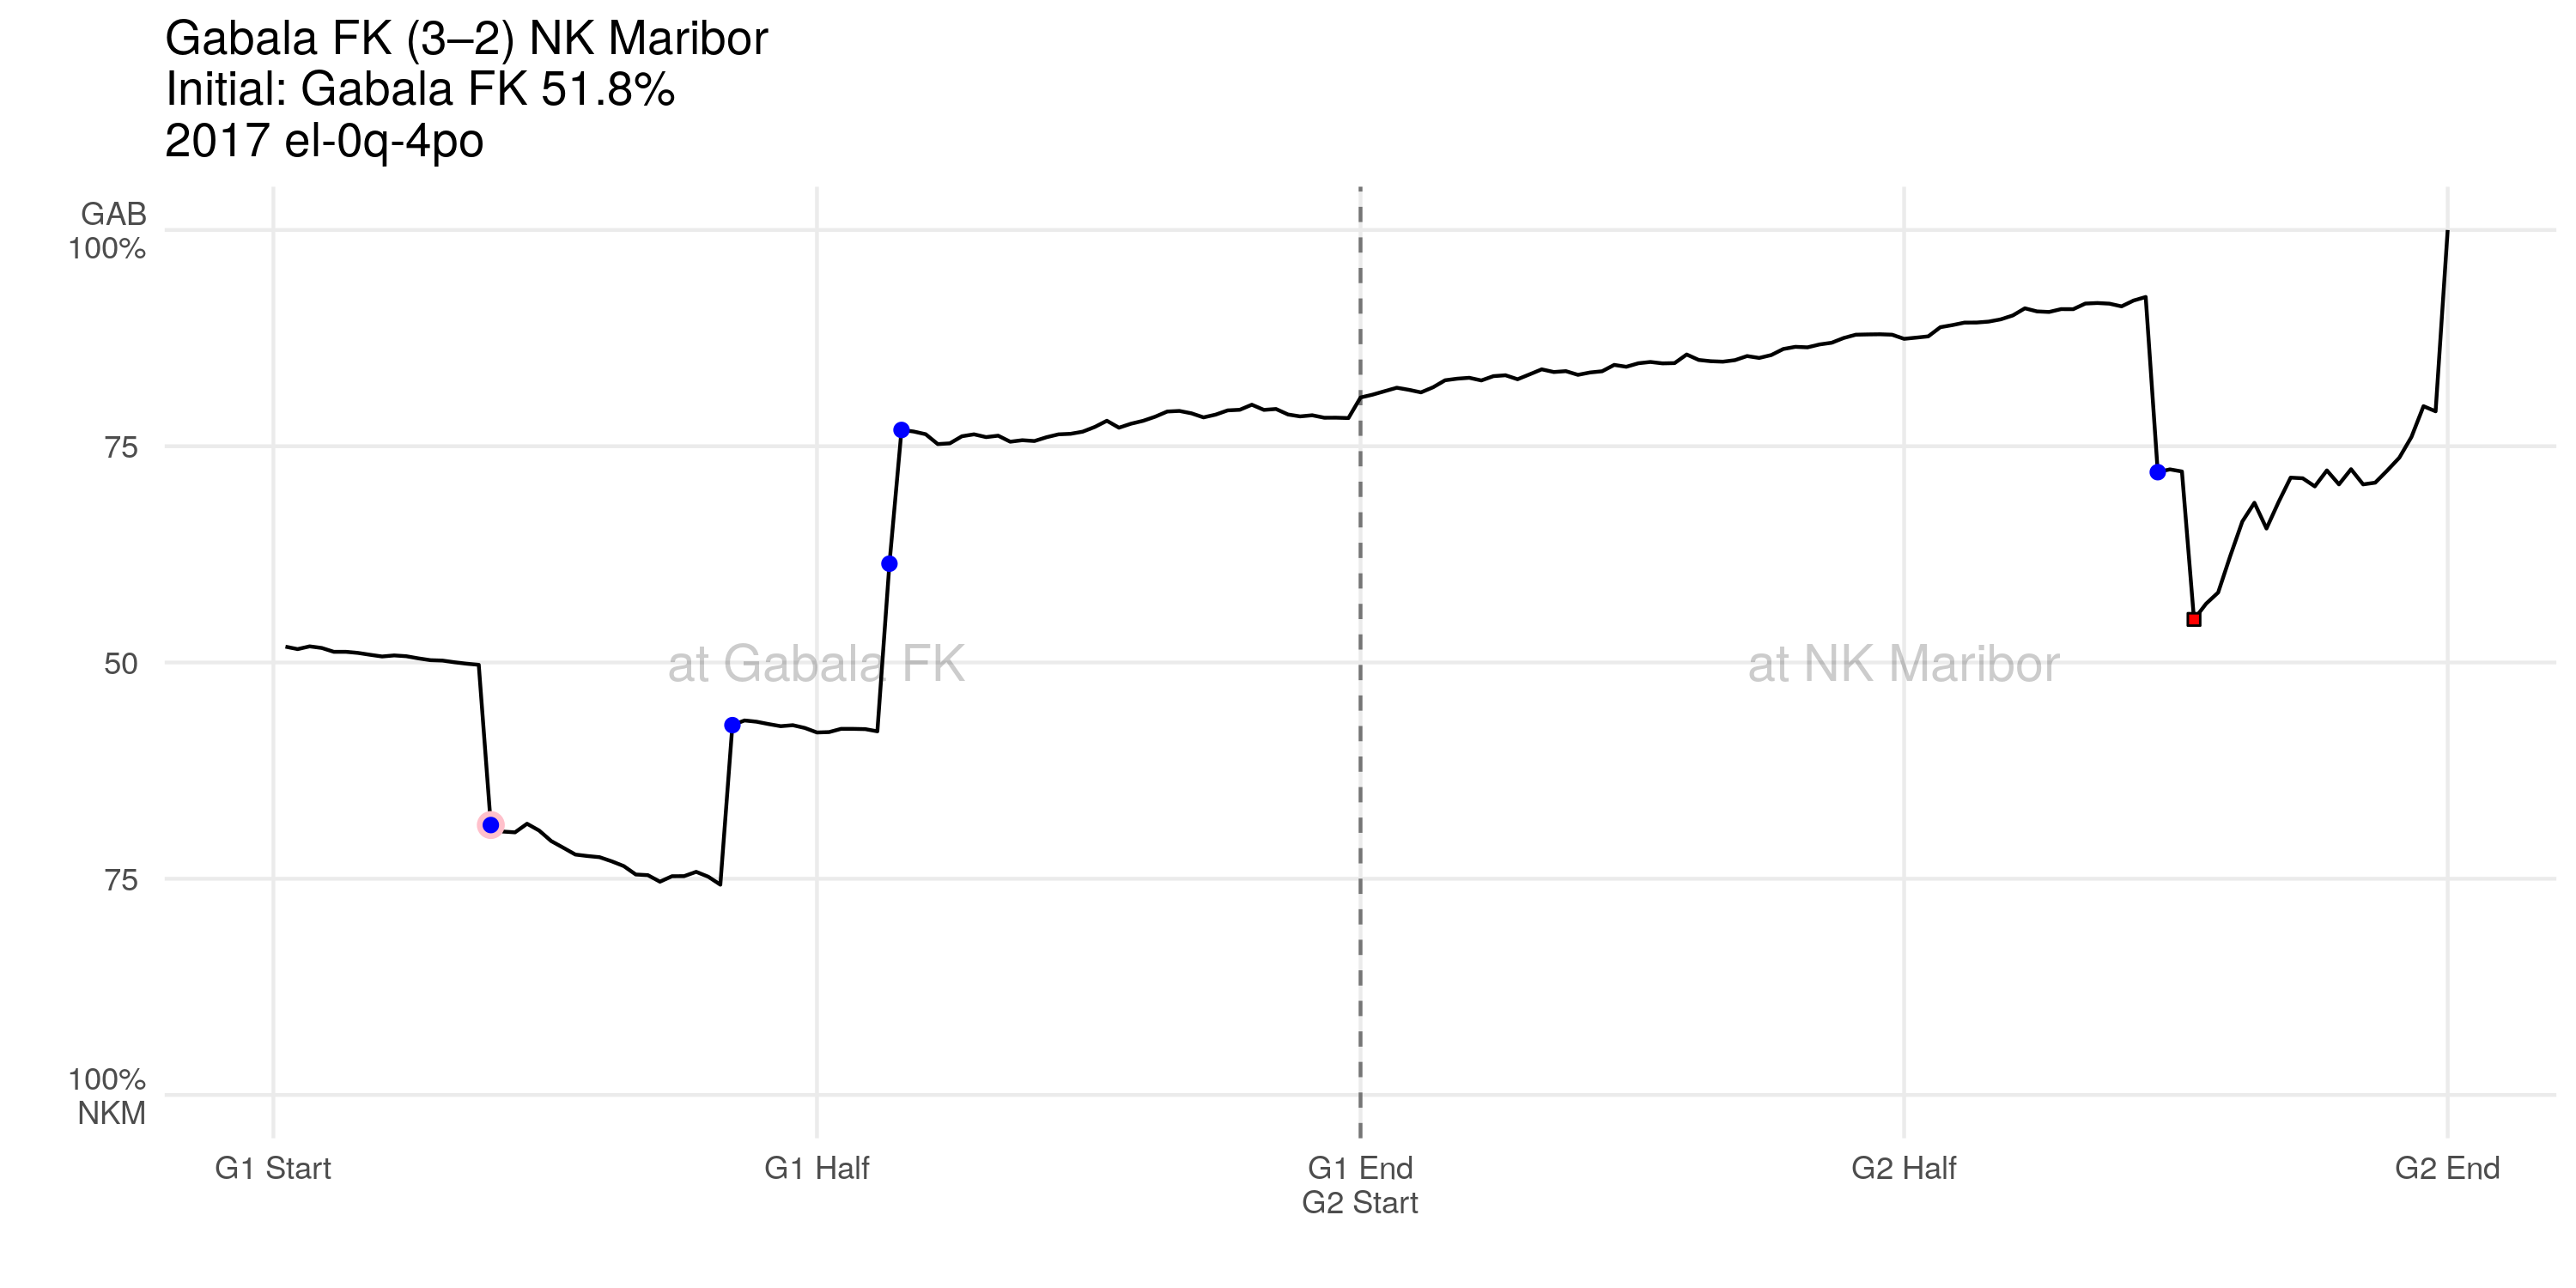 Gabala FK (3–2) NK Maribor
Initial: Gabala FK 51.8%
2017 el-0q-4po
GAB
100%
75
50
75
100%
NKM
at Gabala FK
at NK Maribor
G1 Start
G1 Half
G1 End
G2 Start
G2 Half
G2 End